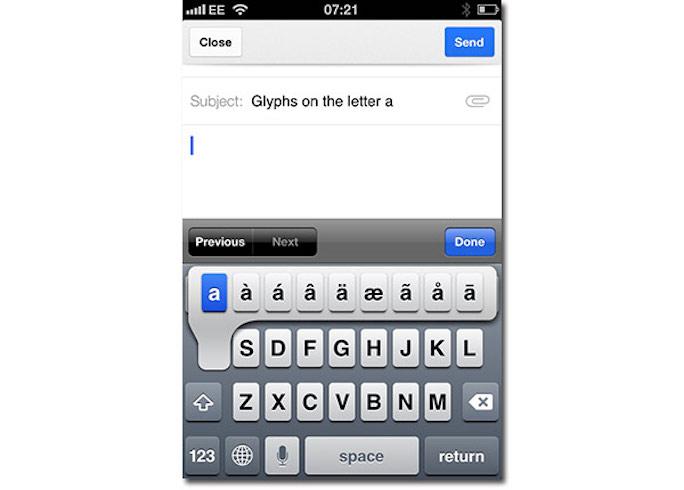 EE 07:21
Close Send
Subject: Glyphs on the letter a
Previous Next Done
a à á â ä æ ã å ā
S D F G H J K L
Z X C V B N M
123 space return